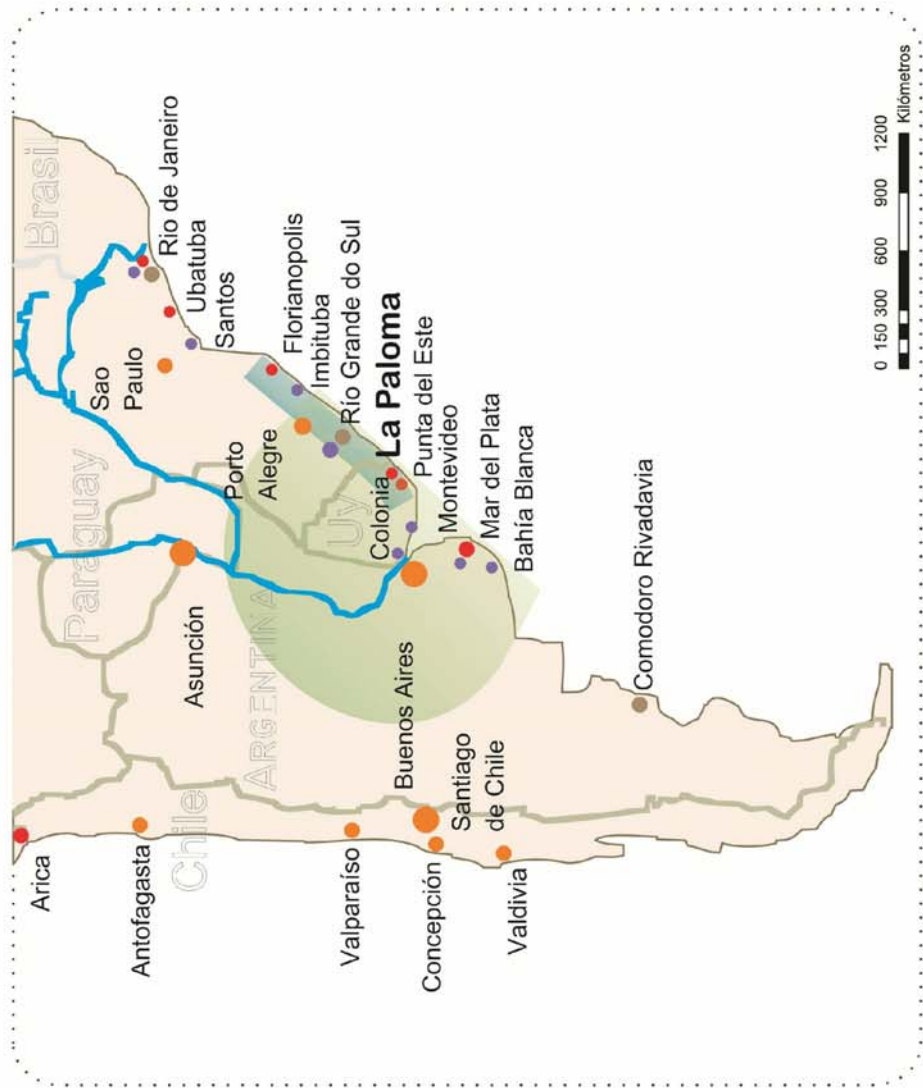 Arica
Antofagasta
Chile
Valparaíso
Concepción
Valdivia
Santiago
de Chile
Buenos Aires
Comodoro Rivadavia
ARGENTINA
Asunción
Paraguay
Colonia
Uy
Porto
Alegre
Sao
Paulo
Brasil
Rio de Janeiro
Ubatuba
Santos
Florianopolis
Imbituba
Río Grande do Sul
La Paloma
Punta del Este
Montevideo
Mar del Plata
Bahía Blanca
0 150 300 600 900 1200
Kilómetros